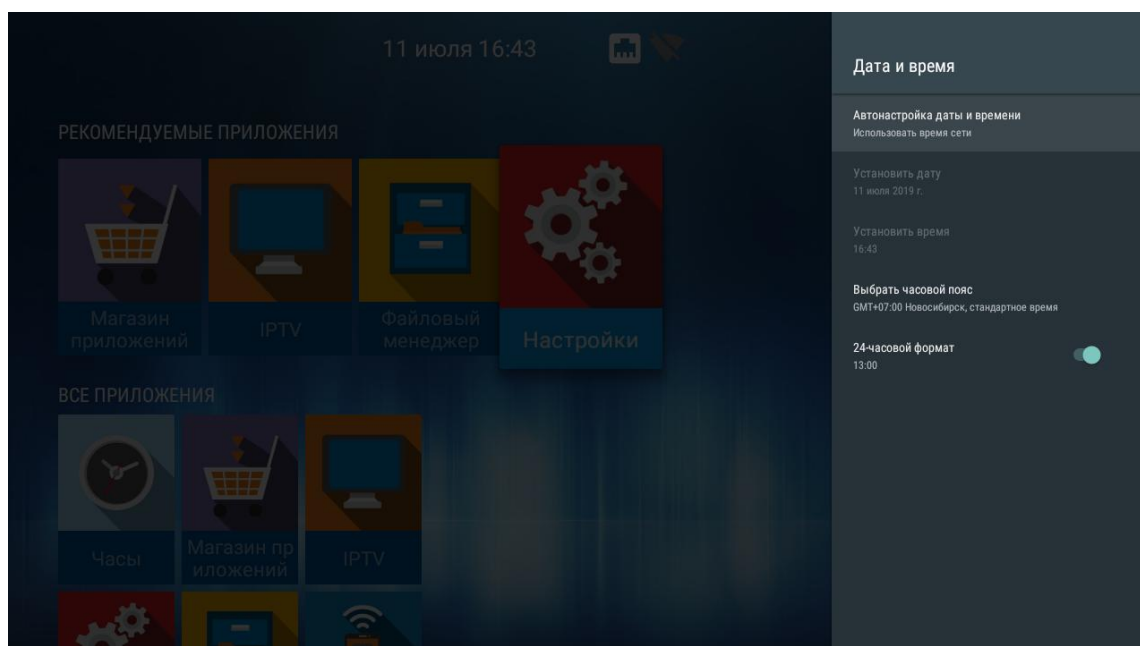 11 июля 16:43
РЕКОМЕНДУЕМЫЕ ПРИЛОЖЕНИЯ
Магазин
приложений
IPTV
Файловый
менеджер
Настройки
ВСЕ ПРИЛОЖЕНИЯ
Часы
Магазин пр
иложений
IPTV
Дата и время
Автонастройка даты и времени
Использовать время сети
Установить дату
11 июля 2019 г.
Установить время
16:43
Выбрать часовой пояс
GMT+07:00 Новосибирск, стандартное время
24-часовой формат
13:00